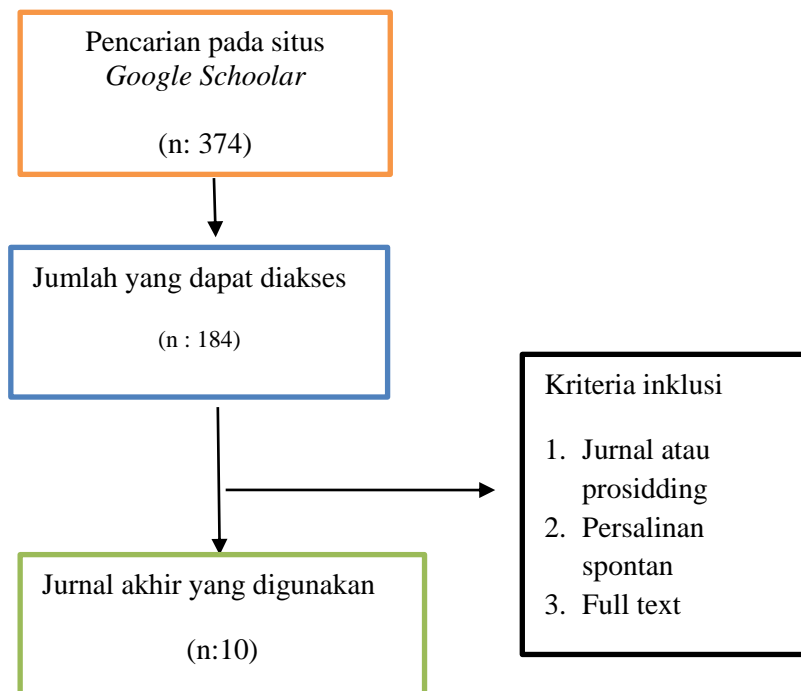 Pencarian pada situs
Google Schoolar
(n: 374)
Jumlah yang dapat diakses
(n : 184)
Kriteria inklusi
1. Jurnal atau
prosidding
2. Persalinan
spontan
3. Full text
Jurnal akhir yang digunakan
(n:10)